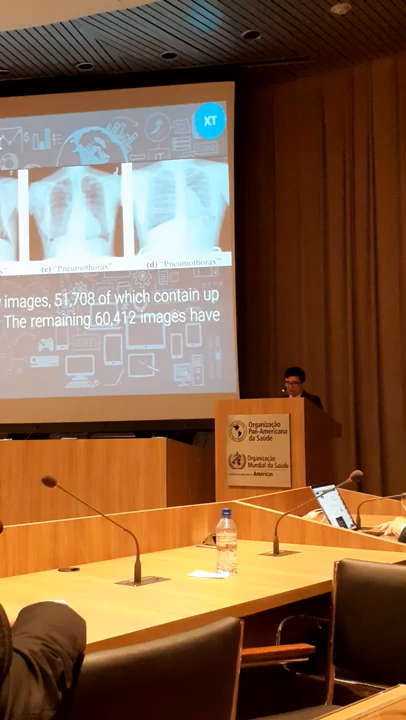 XT
(c) "Pneumothorax"
(d) "Pneumothorax"
images, 51,708 of which contain up
The remaining 60,412 images have
Organização
Pan-Americana
da Saúde
Organização
Mundial da Saúde
Américas